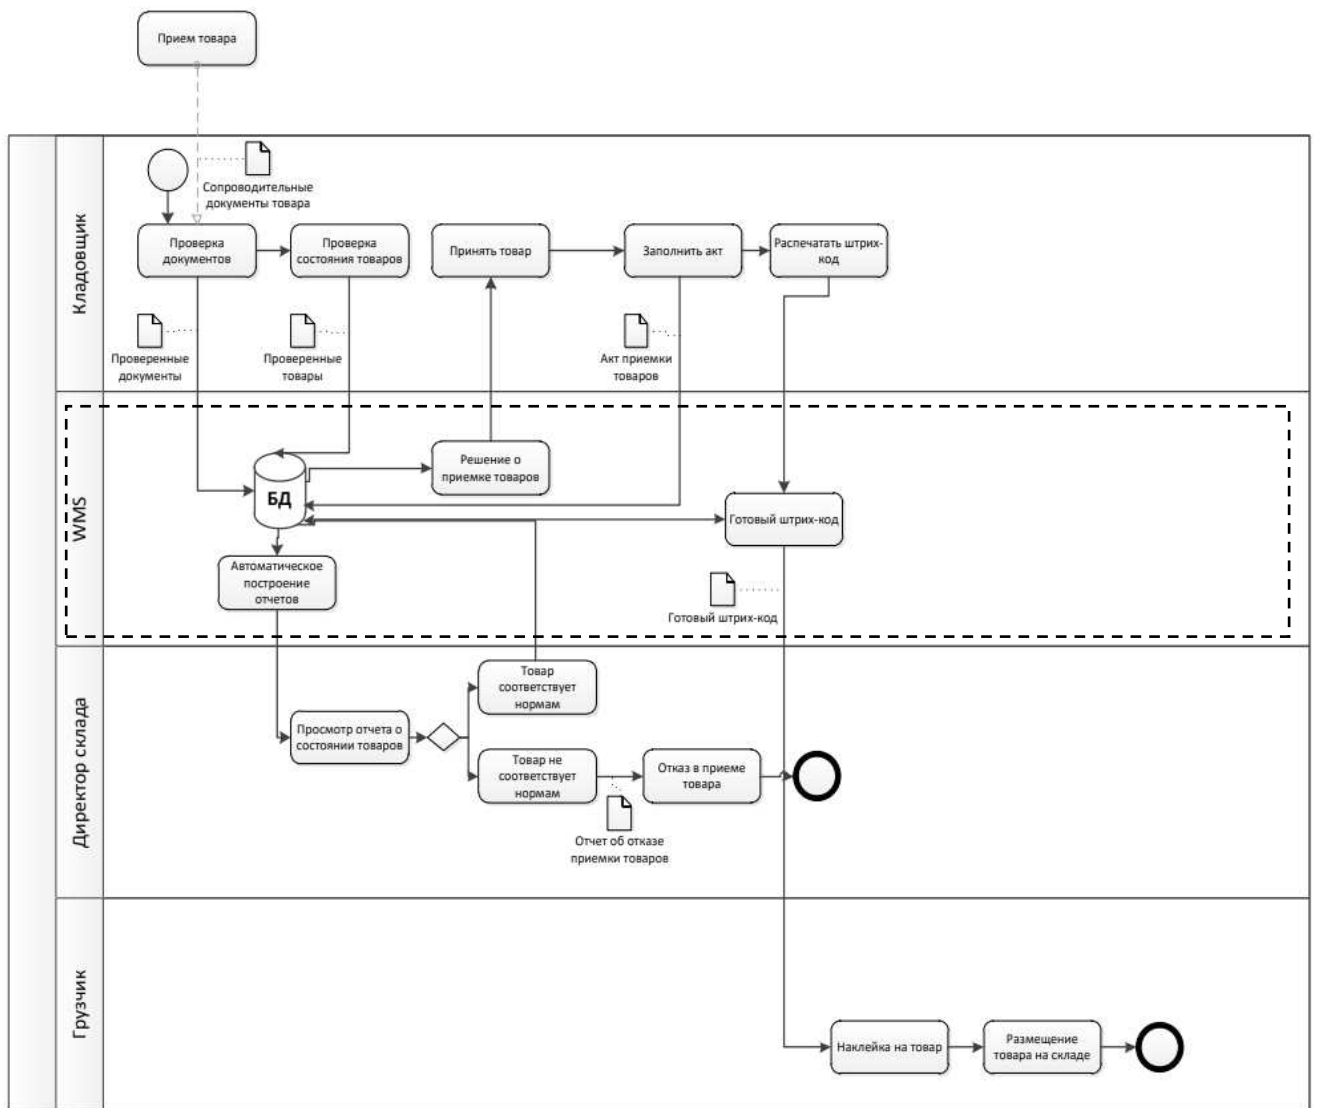 Прием товара
Кладовщик
Сопроводительные
документы товара
Проверка
документов
Проверка
состояния товаров
Принять товар
Заполнить акт
Распечатать штрих-
код
Проверенные
документы
Проверенные
товары
Акт приемки
товаров
WMS
БД
Решение о
приемке товаров
Готовый штрих-код
Автоматическое
построение
отчетов
Готовый штрих-код
Директор склада
Просмотр отчета о
состоянии товаров
Товар
соответствует
нормам
Товар не
соответствует
нормам
Отказ в приеме
товара
Отчет об отказе
приемки товаров
Грузчик
Наклейка на товар
Размещение
товара на складе